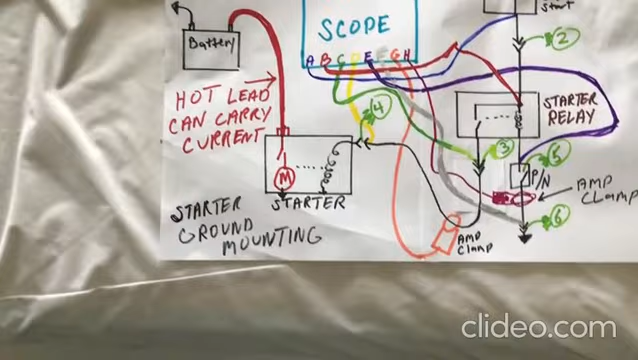 start
SCOPE
Battery
2
A B C D E F G H
HOT LEAD
CAN CARRY
CURRENT
4
STARTER
RELAY
3
5
M
P/N
AMP
CLAMP
STARTER
6
STARTER
GROUND
MOUNTING
AMP
Clamp
clideo.com